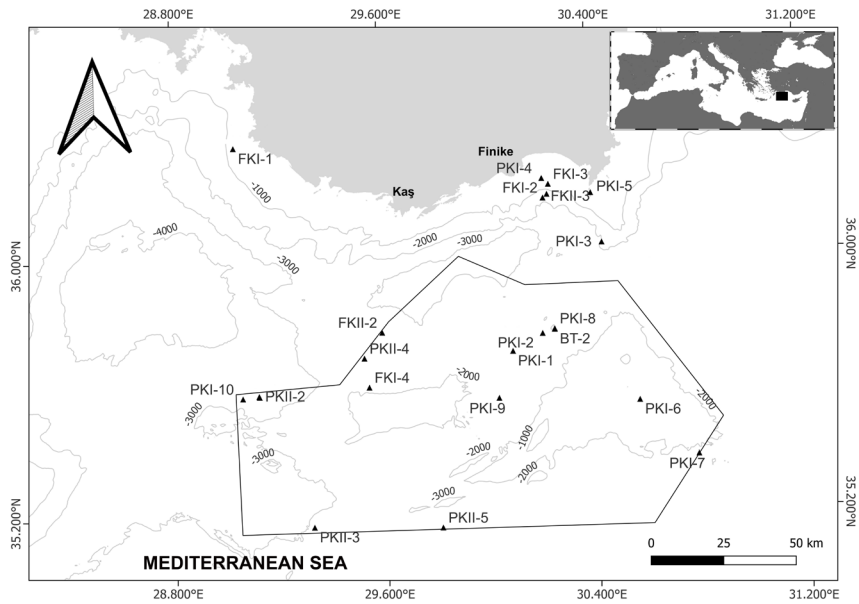 28.800°E
29.600°E
30.400°E
31.200°E
Finike
PKI-4
FKI-3
FKI-1
FKI-2
FKII-3
PKI-5
Kaş
-1000
-4000
-2000
-3000
PKI-3
36.000°N
36.000°N
-3000
FKII-2
PKI-8
PKII-4
PKI-2
BT-2
PKI-1
FKI-4
-2000
PKI-10
PKII-2
-3000
PKI-9
PKI-6
-2000
-1000
-3000
-2000
PKI-7
-2000
-3000
35.200°N
35.200°N
PKII-3
PKII-5
MEDITERRANEAN SEA
0 25 50 km
28.800°E
29.600°E
30.400°E
31.200°E